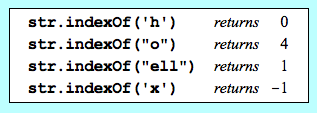 str.indexOf('h') returns 0
str.indexOf("o") returns 4
str.indexOf("ell") returns 1
str.indexOf('x') returns −1